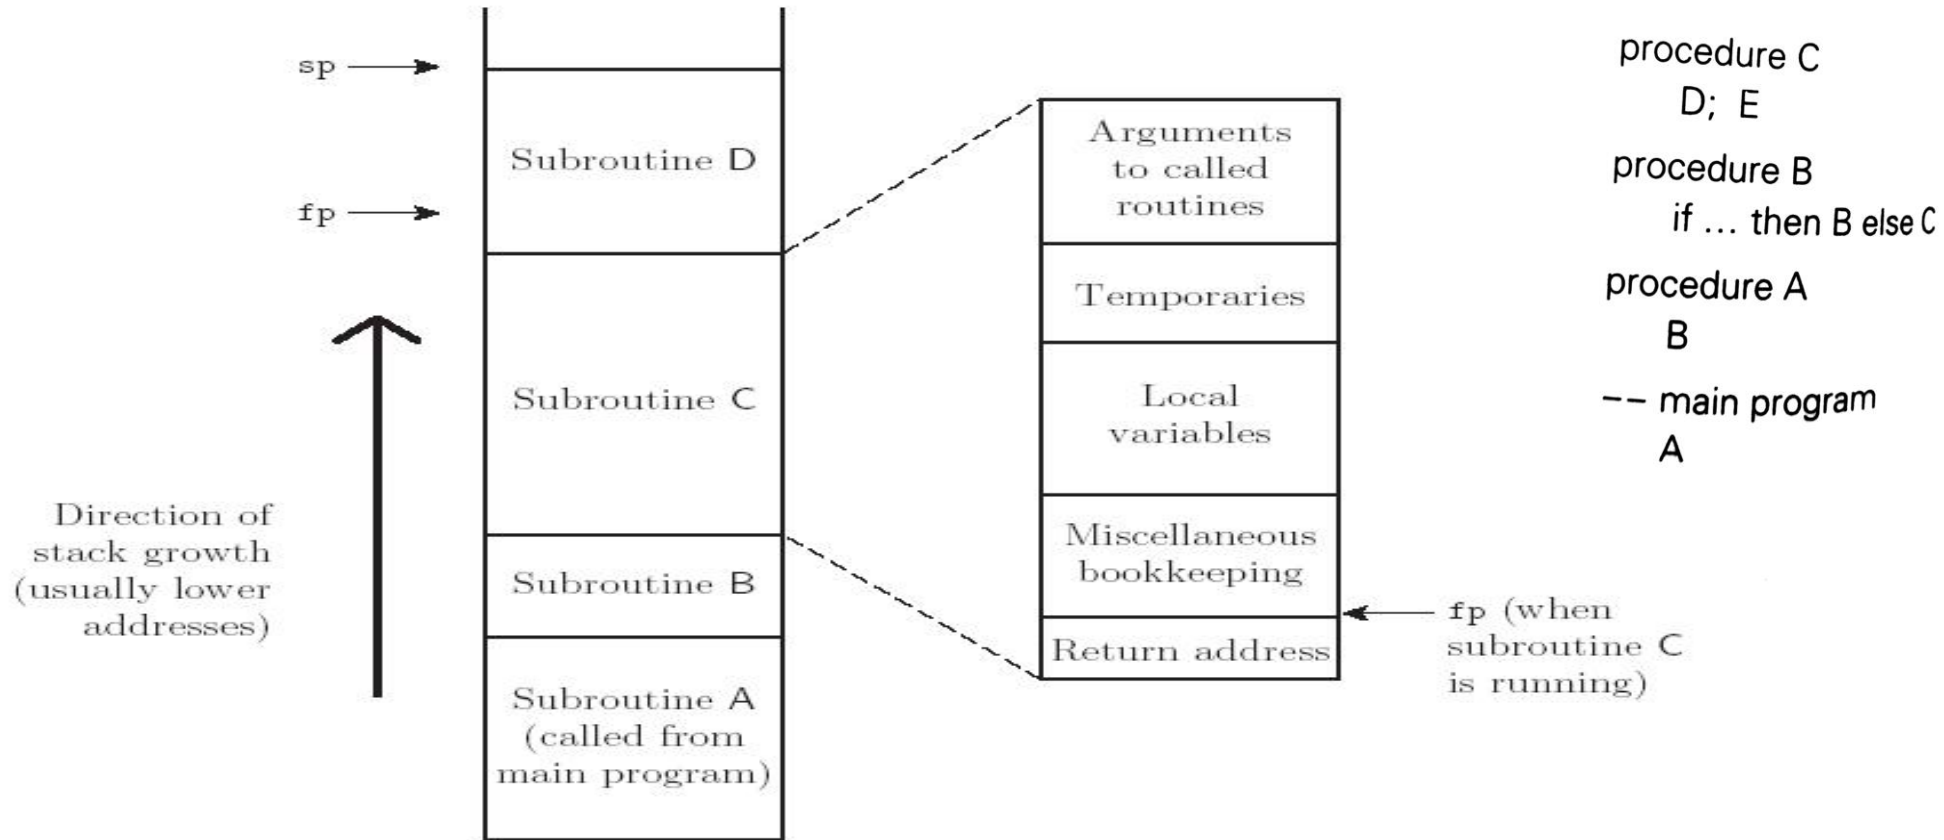 sp
Subroutine D
fp
Subroutine C
Direction of
stack growth
(usually lower
addresses)
Subroutine B
Subroutine A
(called from
main program)
Arguments
to called
routines
Temporaries
Local
variables
Miscellaneous
bookkeeping
Return address
fp (when
subroutine C
is running)
procedure C
D; E
procedure B
if ... then B else C
procedure A
B
-- main program
A